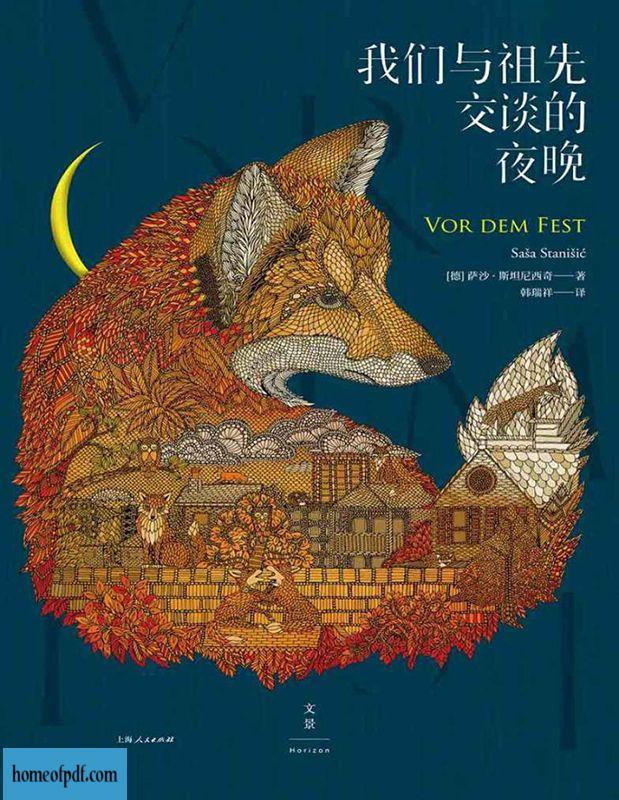 我们与祖先
交谈的
夜晚
VOR DEM FEST
Saša Stanišić
[德] 萨沙·斯坦尼西奇——著
韩瑞祥——译
文
景
Horizon
上海人民出版社
homeofpdf.com